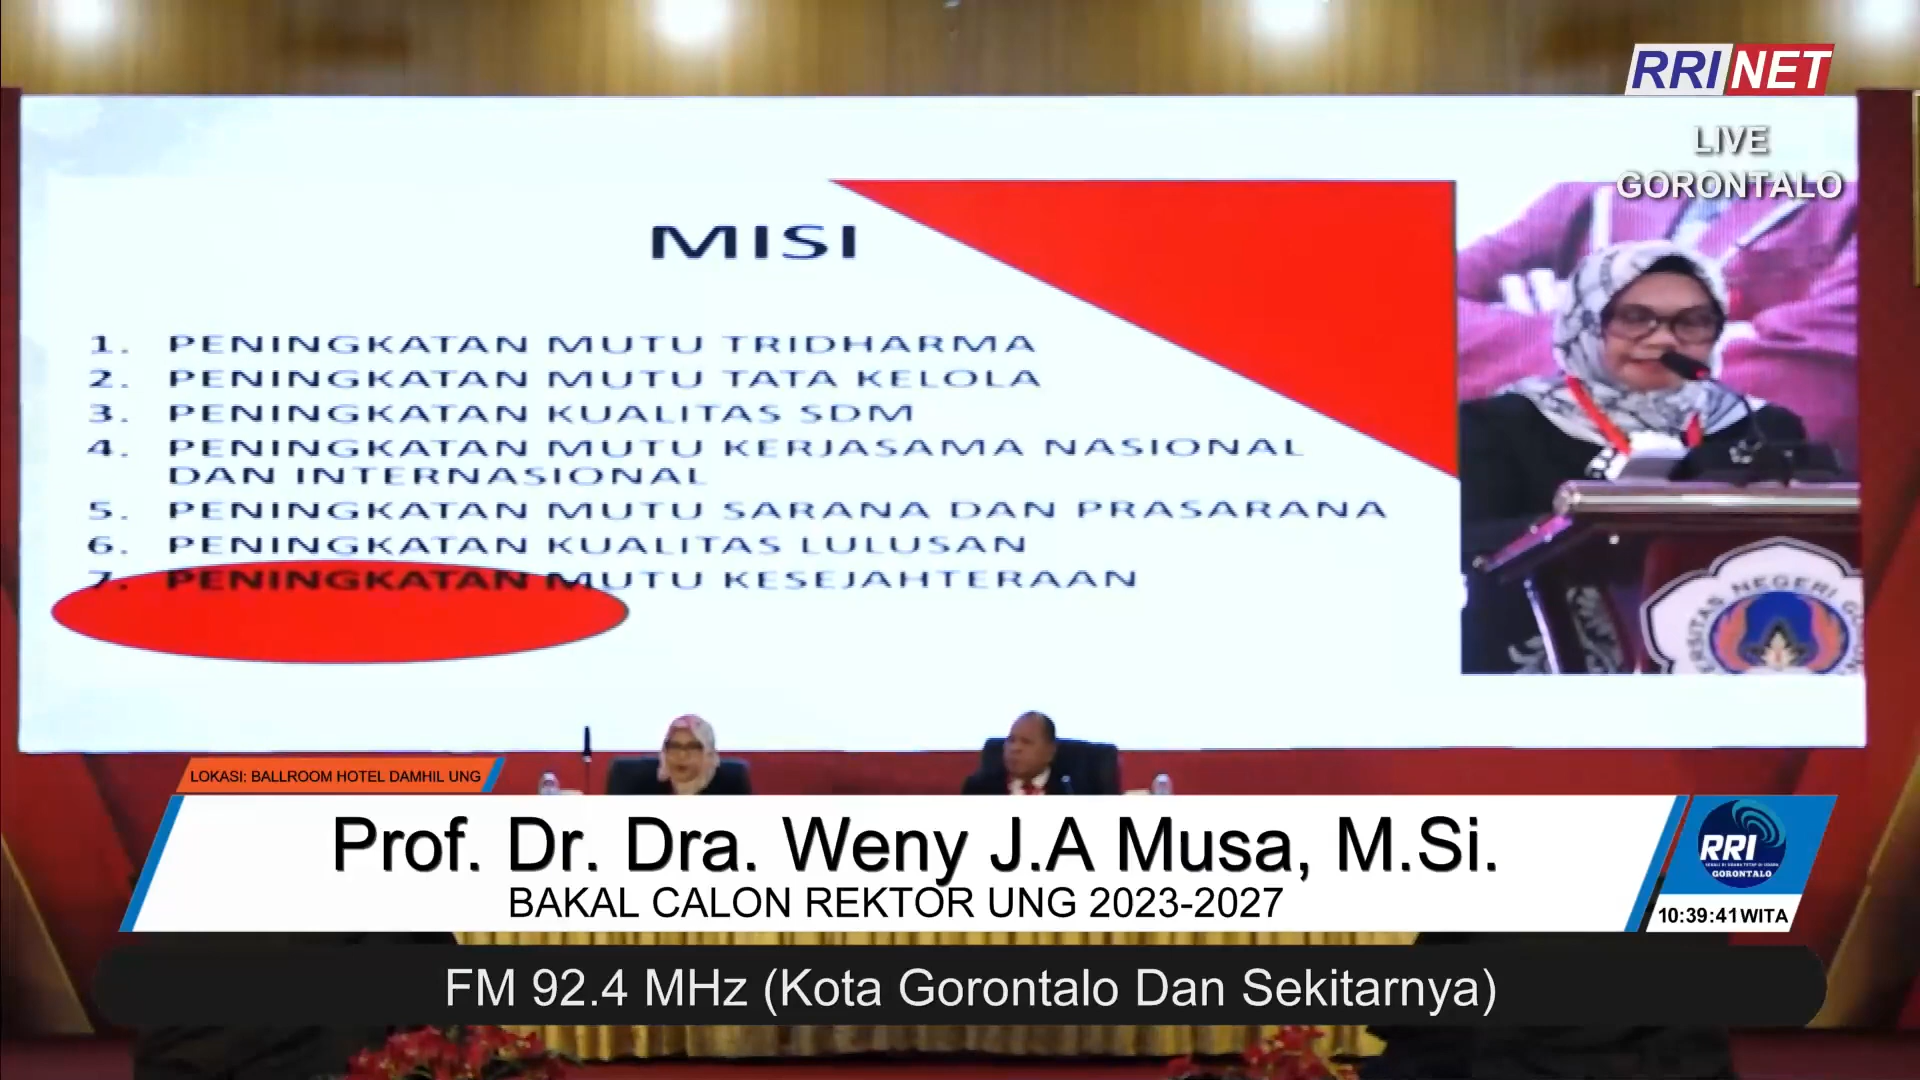 RRI NET
LIVE
GORONTALO
MISI
1. PENINGKATAN MUTU TRIDHARMA
2. PENINGKATAN MUTU TATA KELOLA
3. PENINGKATAN KUALITAS SDM
4. PENINGKATAN MUTU KERJASAMA NASIONAL
DAN INTERNASIONAL
5. PENINGKATAN MUTU SARANA DAN PRASARANA
6. PENINGKATAN KUALITAS LULUSAN
7. PENINGKATAN MUTU KESEJAHTERAAN
NEGERI
LOKASI: BALLROOM HOTEL DAMHIL UNG
Prof. Dr. Dra. Weny J.A Musa, M.Si.
BAKAL CALON REKTOR UNG 2023-2027
RRI
GORONTALO
10:39:41 WITA
FM 92.4 MHz (Kota Gorontalo Dan Sekitarnya)